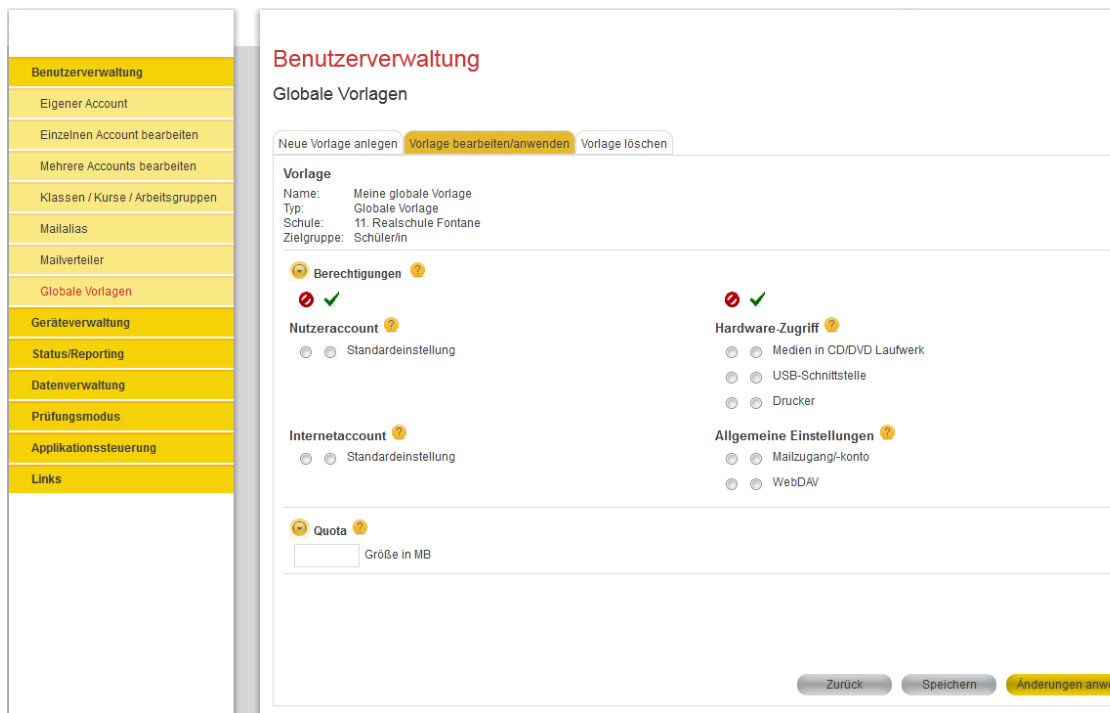 Benutzerverwaltung
Eigener Account
Einzelnen Account bearbeiten
Mehrere Accounts bearbeiten
Klassen / Kurse / Arbeitsgruppen
Mailalias
Mailverteiler
Globale Vorlagen
Geräteverwaltung
Status/Reporting
Datenverwaltung
Prüfungsmodus
Applikationssteuerung
Links
Benutzerverwaltung
Globale Vorlagen
Neue Vorlage anlegen Vorlage bearbeiten/anwenden Vorlage löschen
Vorlage
Name: Meine globale Vorlage
Typ: Globale Vorlage
Schule: 11. Realschule Fontane
Zielgruppe: Schüler/in
Berechtigungen ?
Nutzeraccount ?
Standardeinstellung
Hardware-Zugriff ?
Medien in CD/DVD Laufwerk
USB-Schnittstelle
Drucker
Internetaccount ?
Standardeinstellung
Allgemeine Einstellungen ?
Mailzugang/-konto
WebDAV
Quota ?
Größe in MB
Zurück Speichern Änderungen anwe